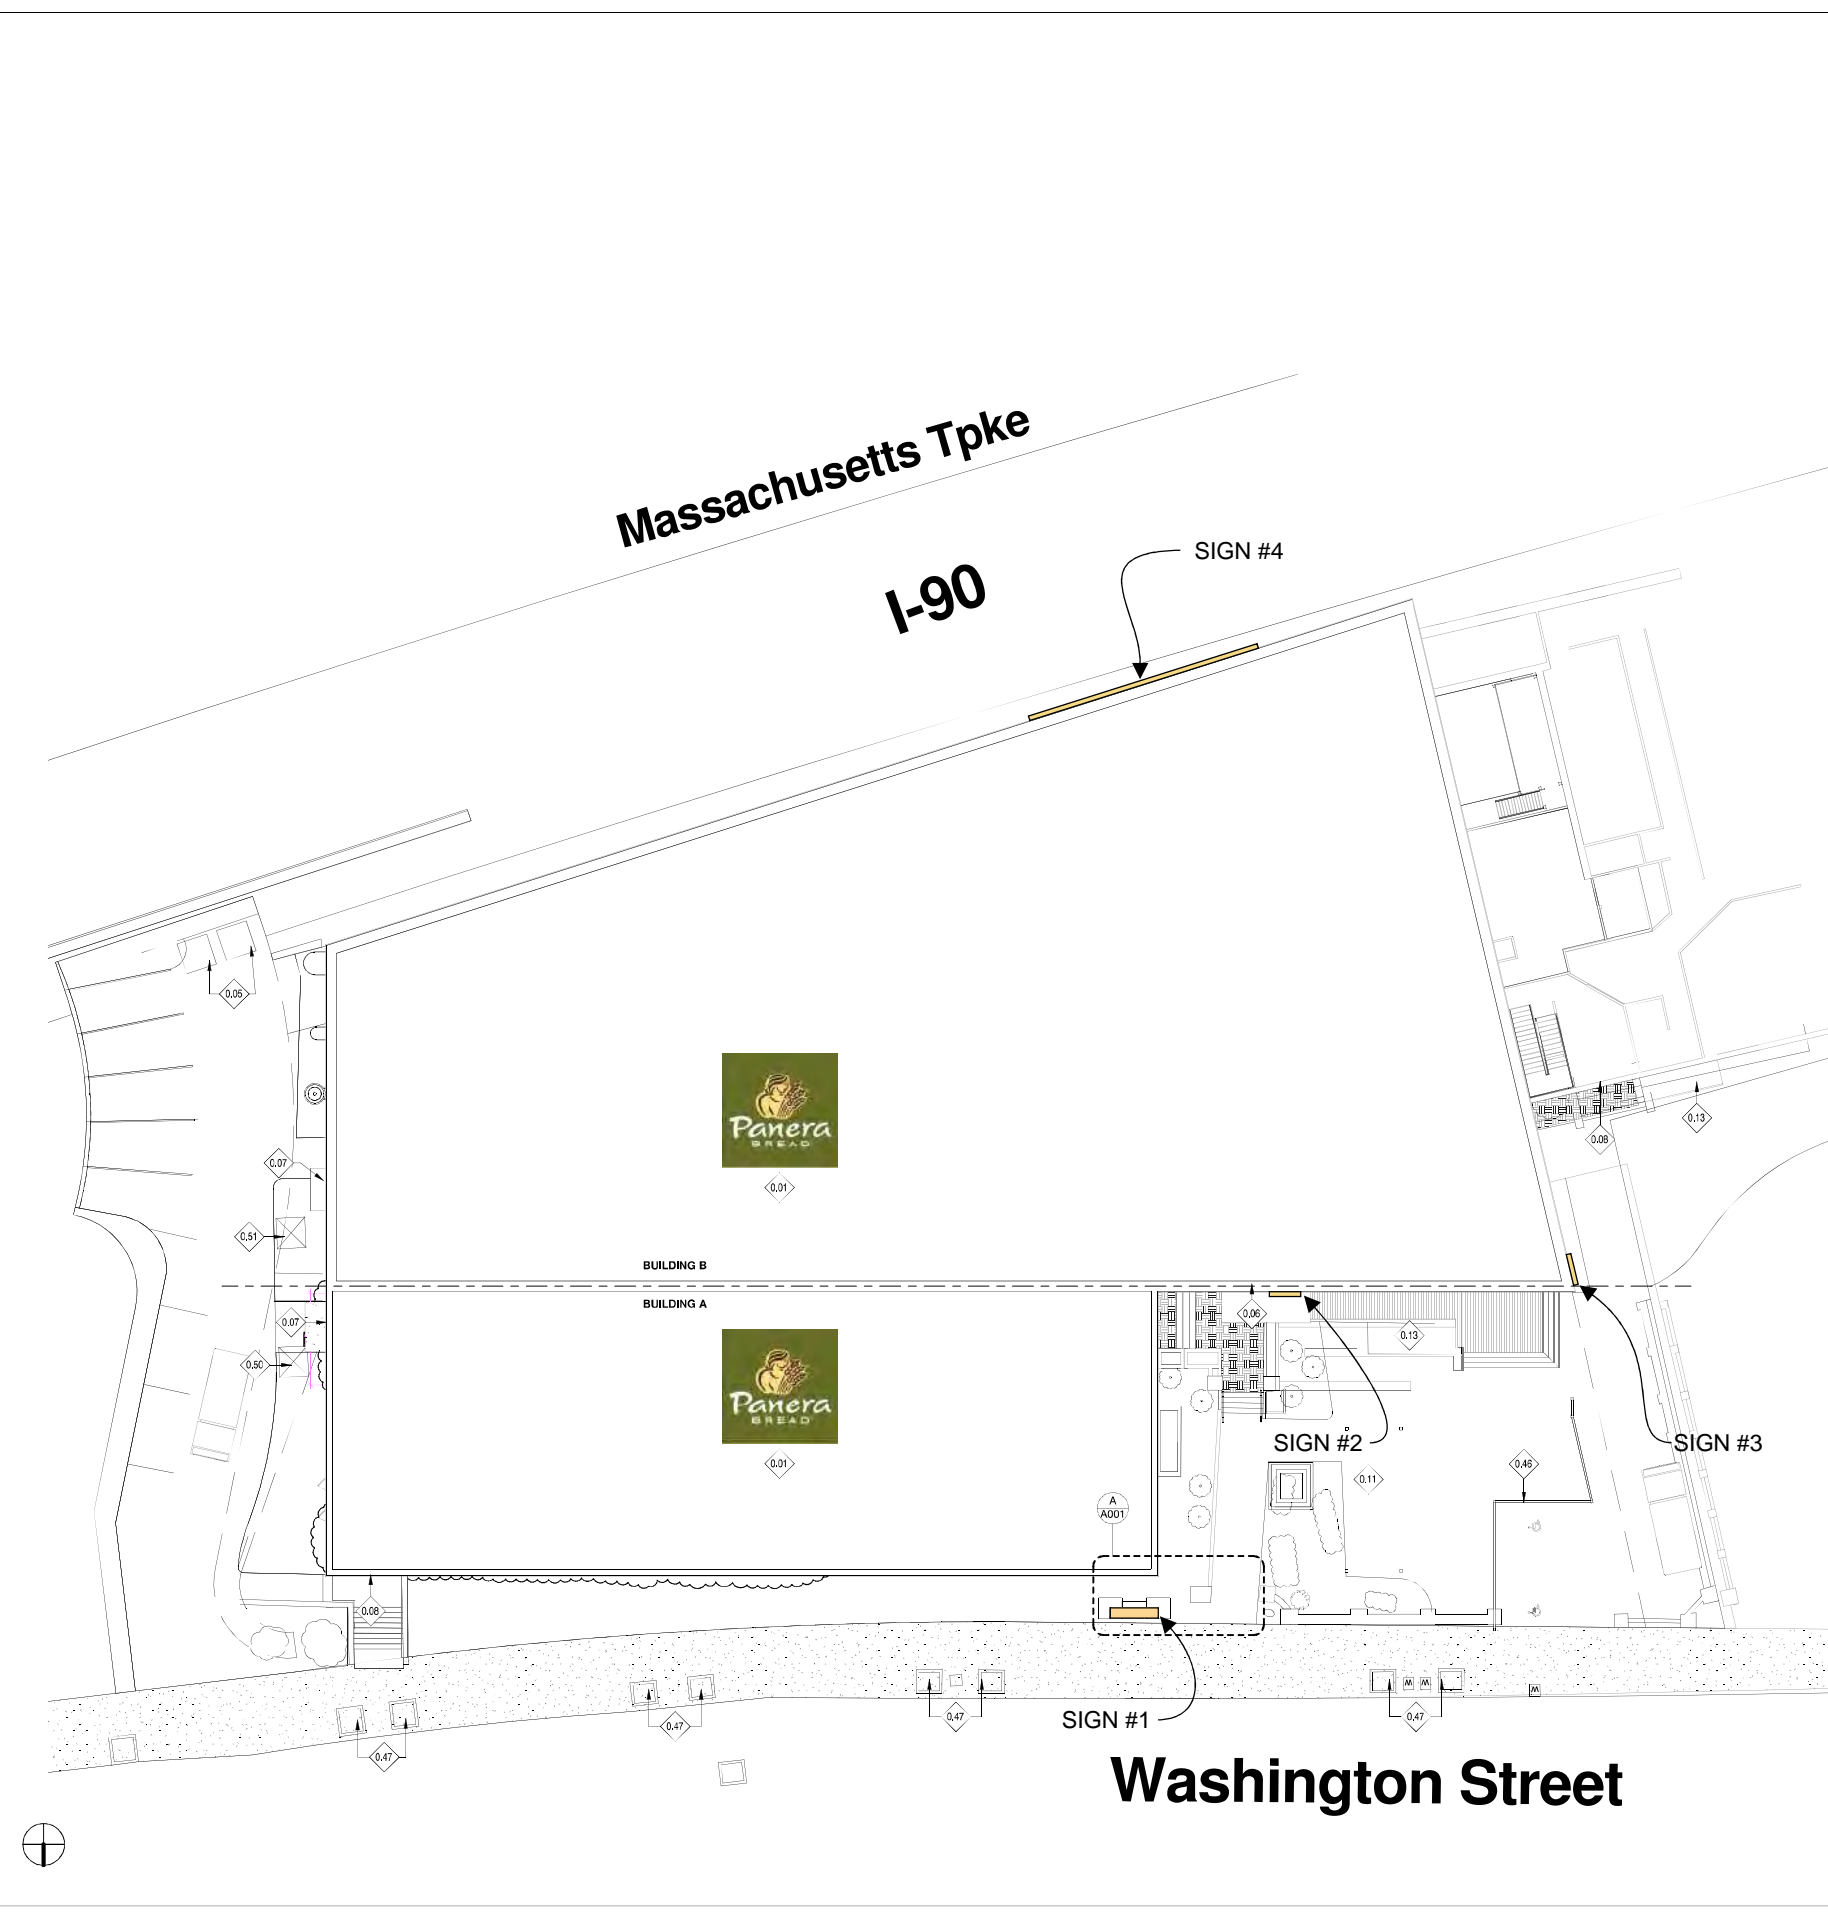 Massachusetts Tpke
SIGN #4
I-90
0.05
Panera
BREAD
0.01
0.13
0.08
0.07
0.51
BUILDING B
BUILDING A
0.07
0.06
0.13
0.50
Panera
BREAD
0.01
SIGN #2
SIGN #3
0.46
0.11
A
A001
0.08
0.47
0.47
0.47
0.47
W
W
W
SIGN #1
Washington Street